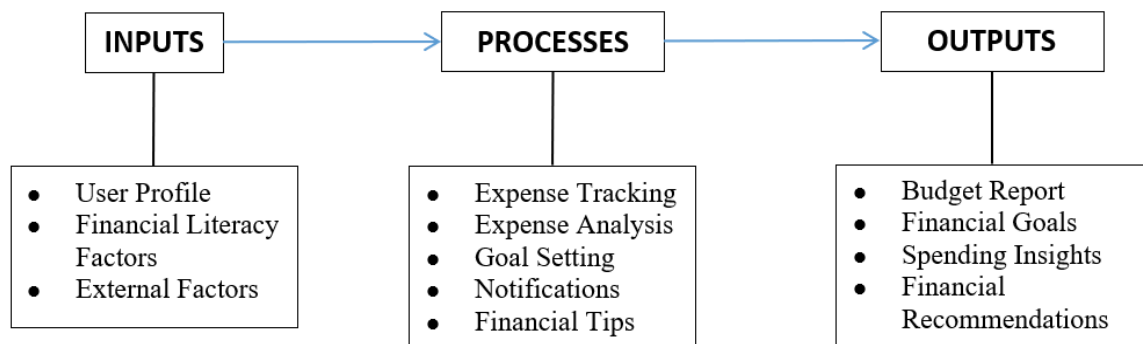 INPUTS
PROCESSES
OUTPUTS
● User Profile
● Financial Literacy
Factors
● External Factors
● Expense Tracking
● Expense Analysis
● Goal Setting
● Notifications
● Financial Tips
● Budget Report
● Financial Goals
● Spending Insights
● Financial
Recommendations